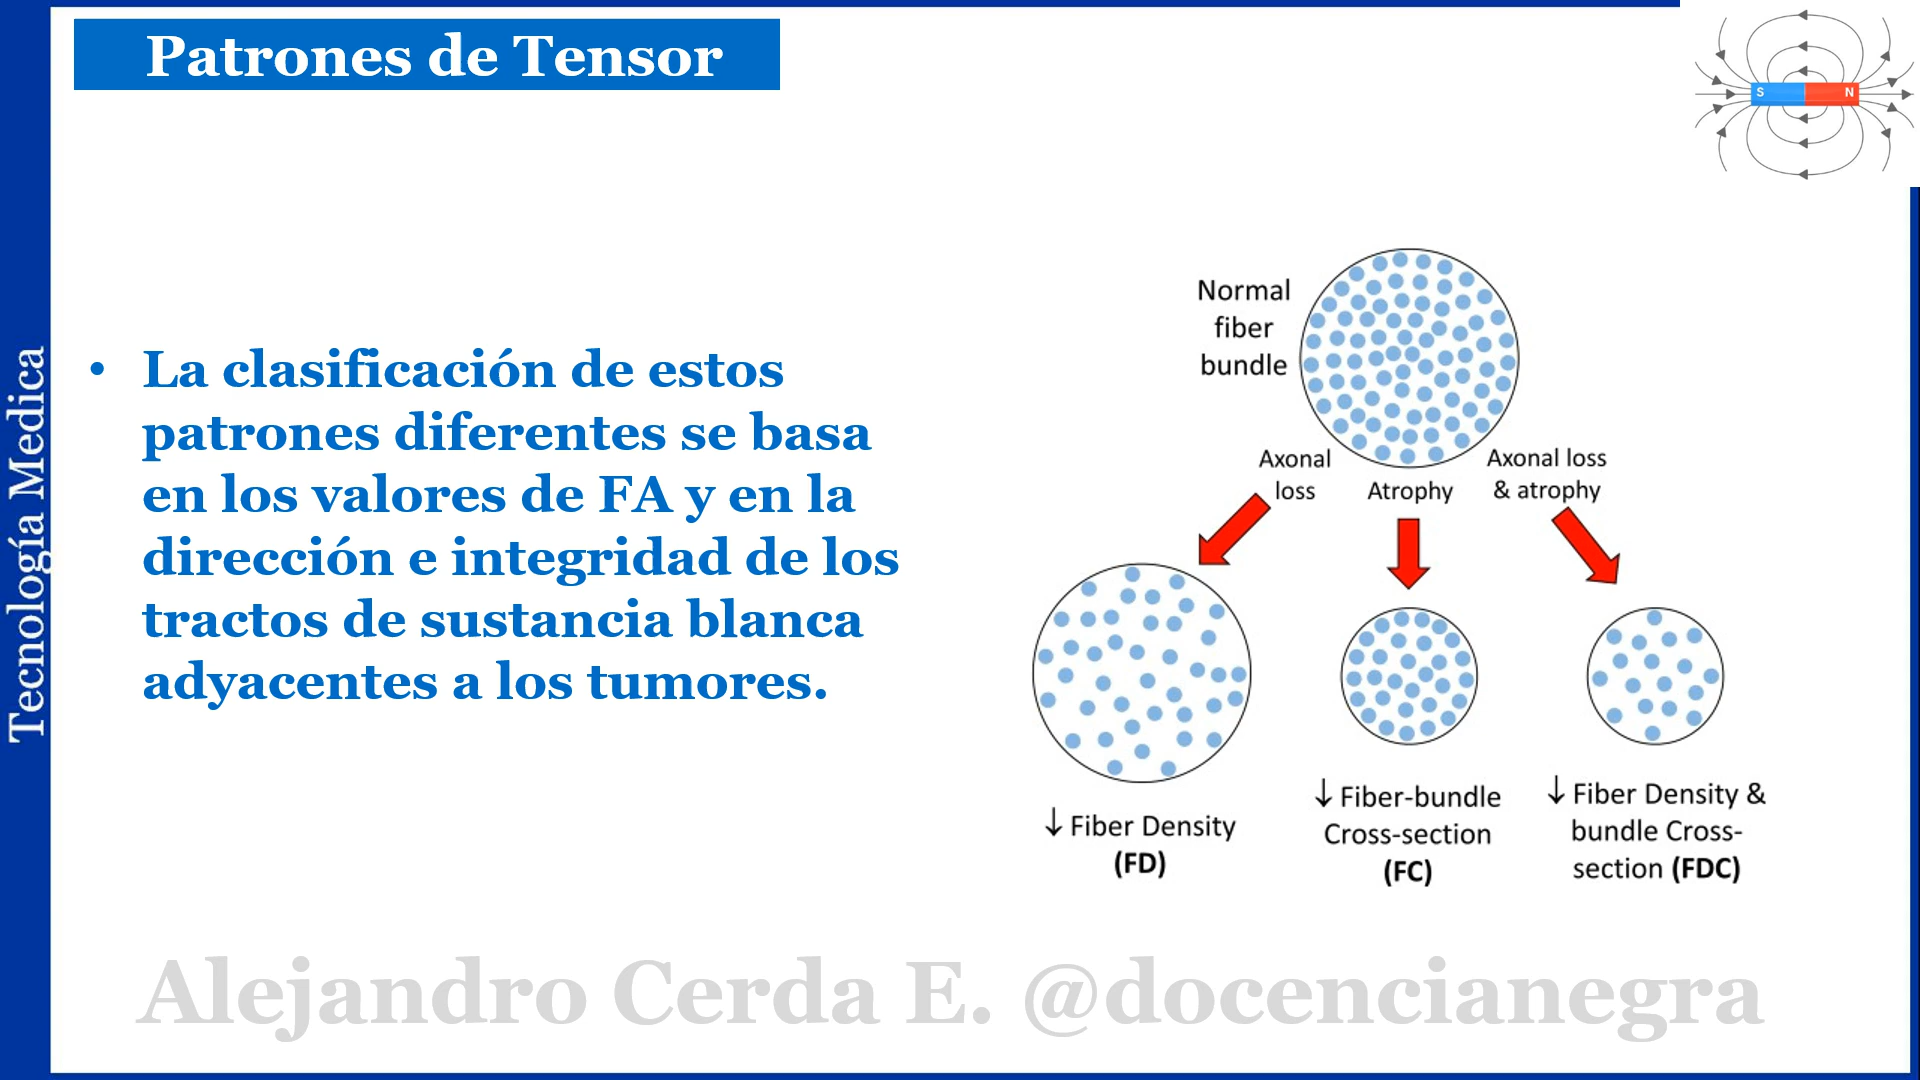 Patrones de Tensor
S N
Tecnología Medica
• La clasificación de estos
patrones diferentes se basa
en los valores de FA y en la
dirección e integridad de los
tractos de sustancia blanca
adyacentes a los tumores.
Normal
fiber
bundle
Axonal
loss
Atrophy
Axonal loss
& atrophy
↓ Fiber Density
(FD)
↓ Fiber-bundle
Cross-section
(FC)
↓ Fiber Density &
bundle Cross-
section (FDC)
Alejandro Cerda E. @docencianegra